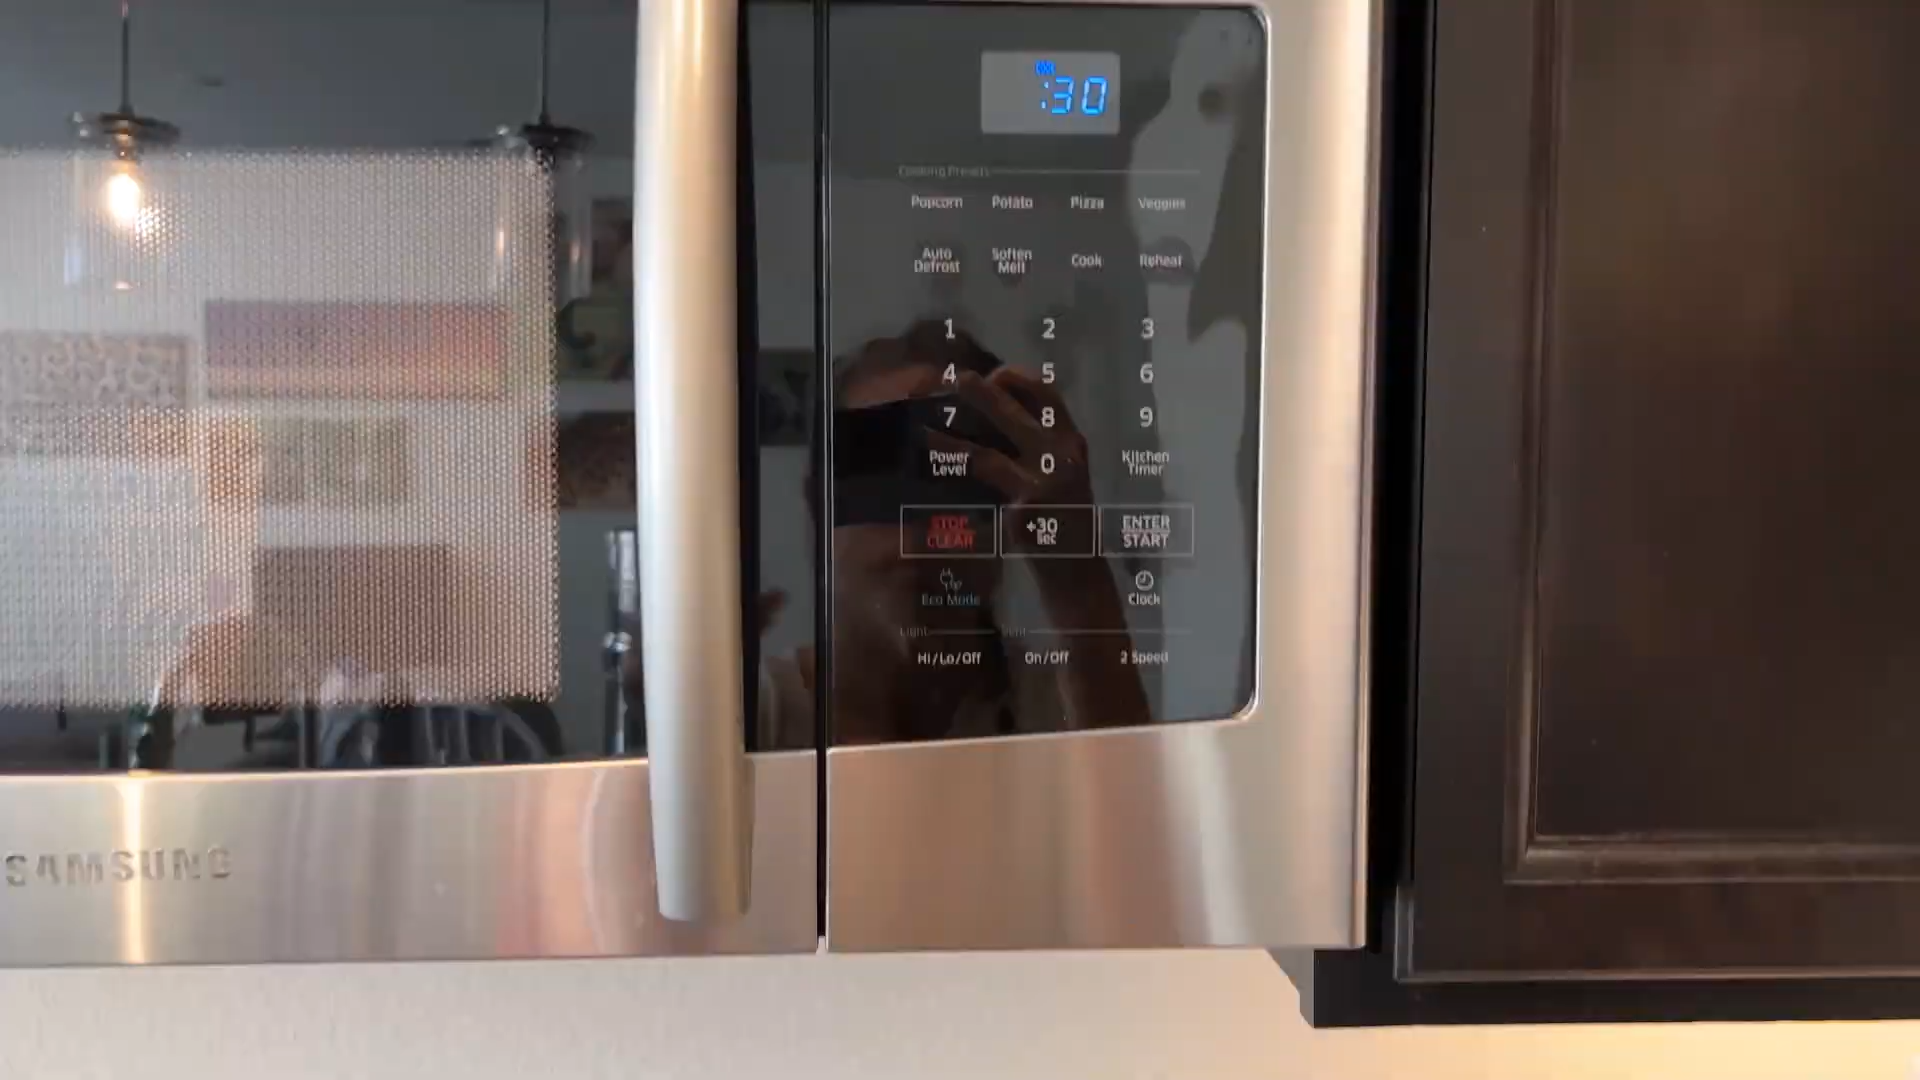 :30
Cooking Presets
Popcorn Potato Pizza Veggies
Auto Defrost
Soften Melt
Cook
Reheat
1 2 3
4 5 6
7 8 9
Power Level
0
Kitchen Timer
STOP CLEAR
+30 sec
ENTER START
Eco Mode
Clock
Light Vent
Hi/Lo/Off On/Off 2 Speed
SAMSUNG